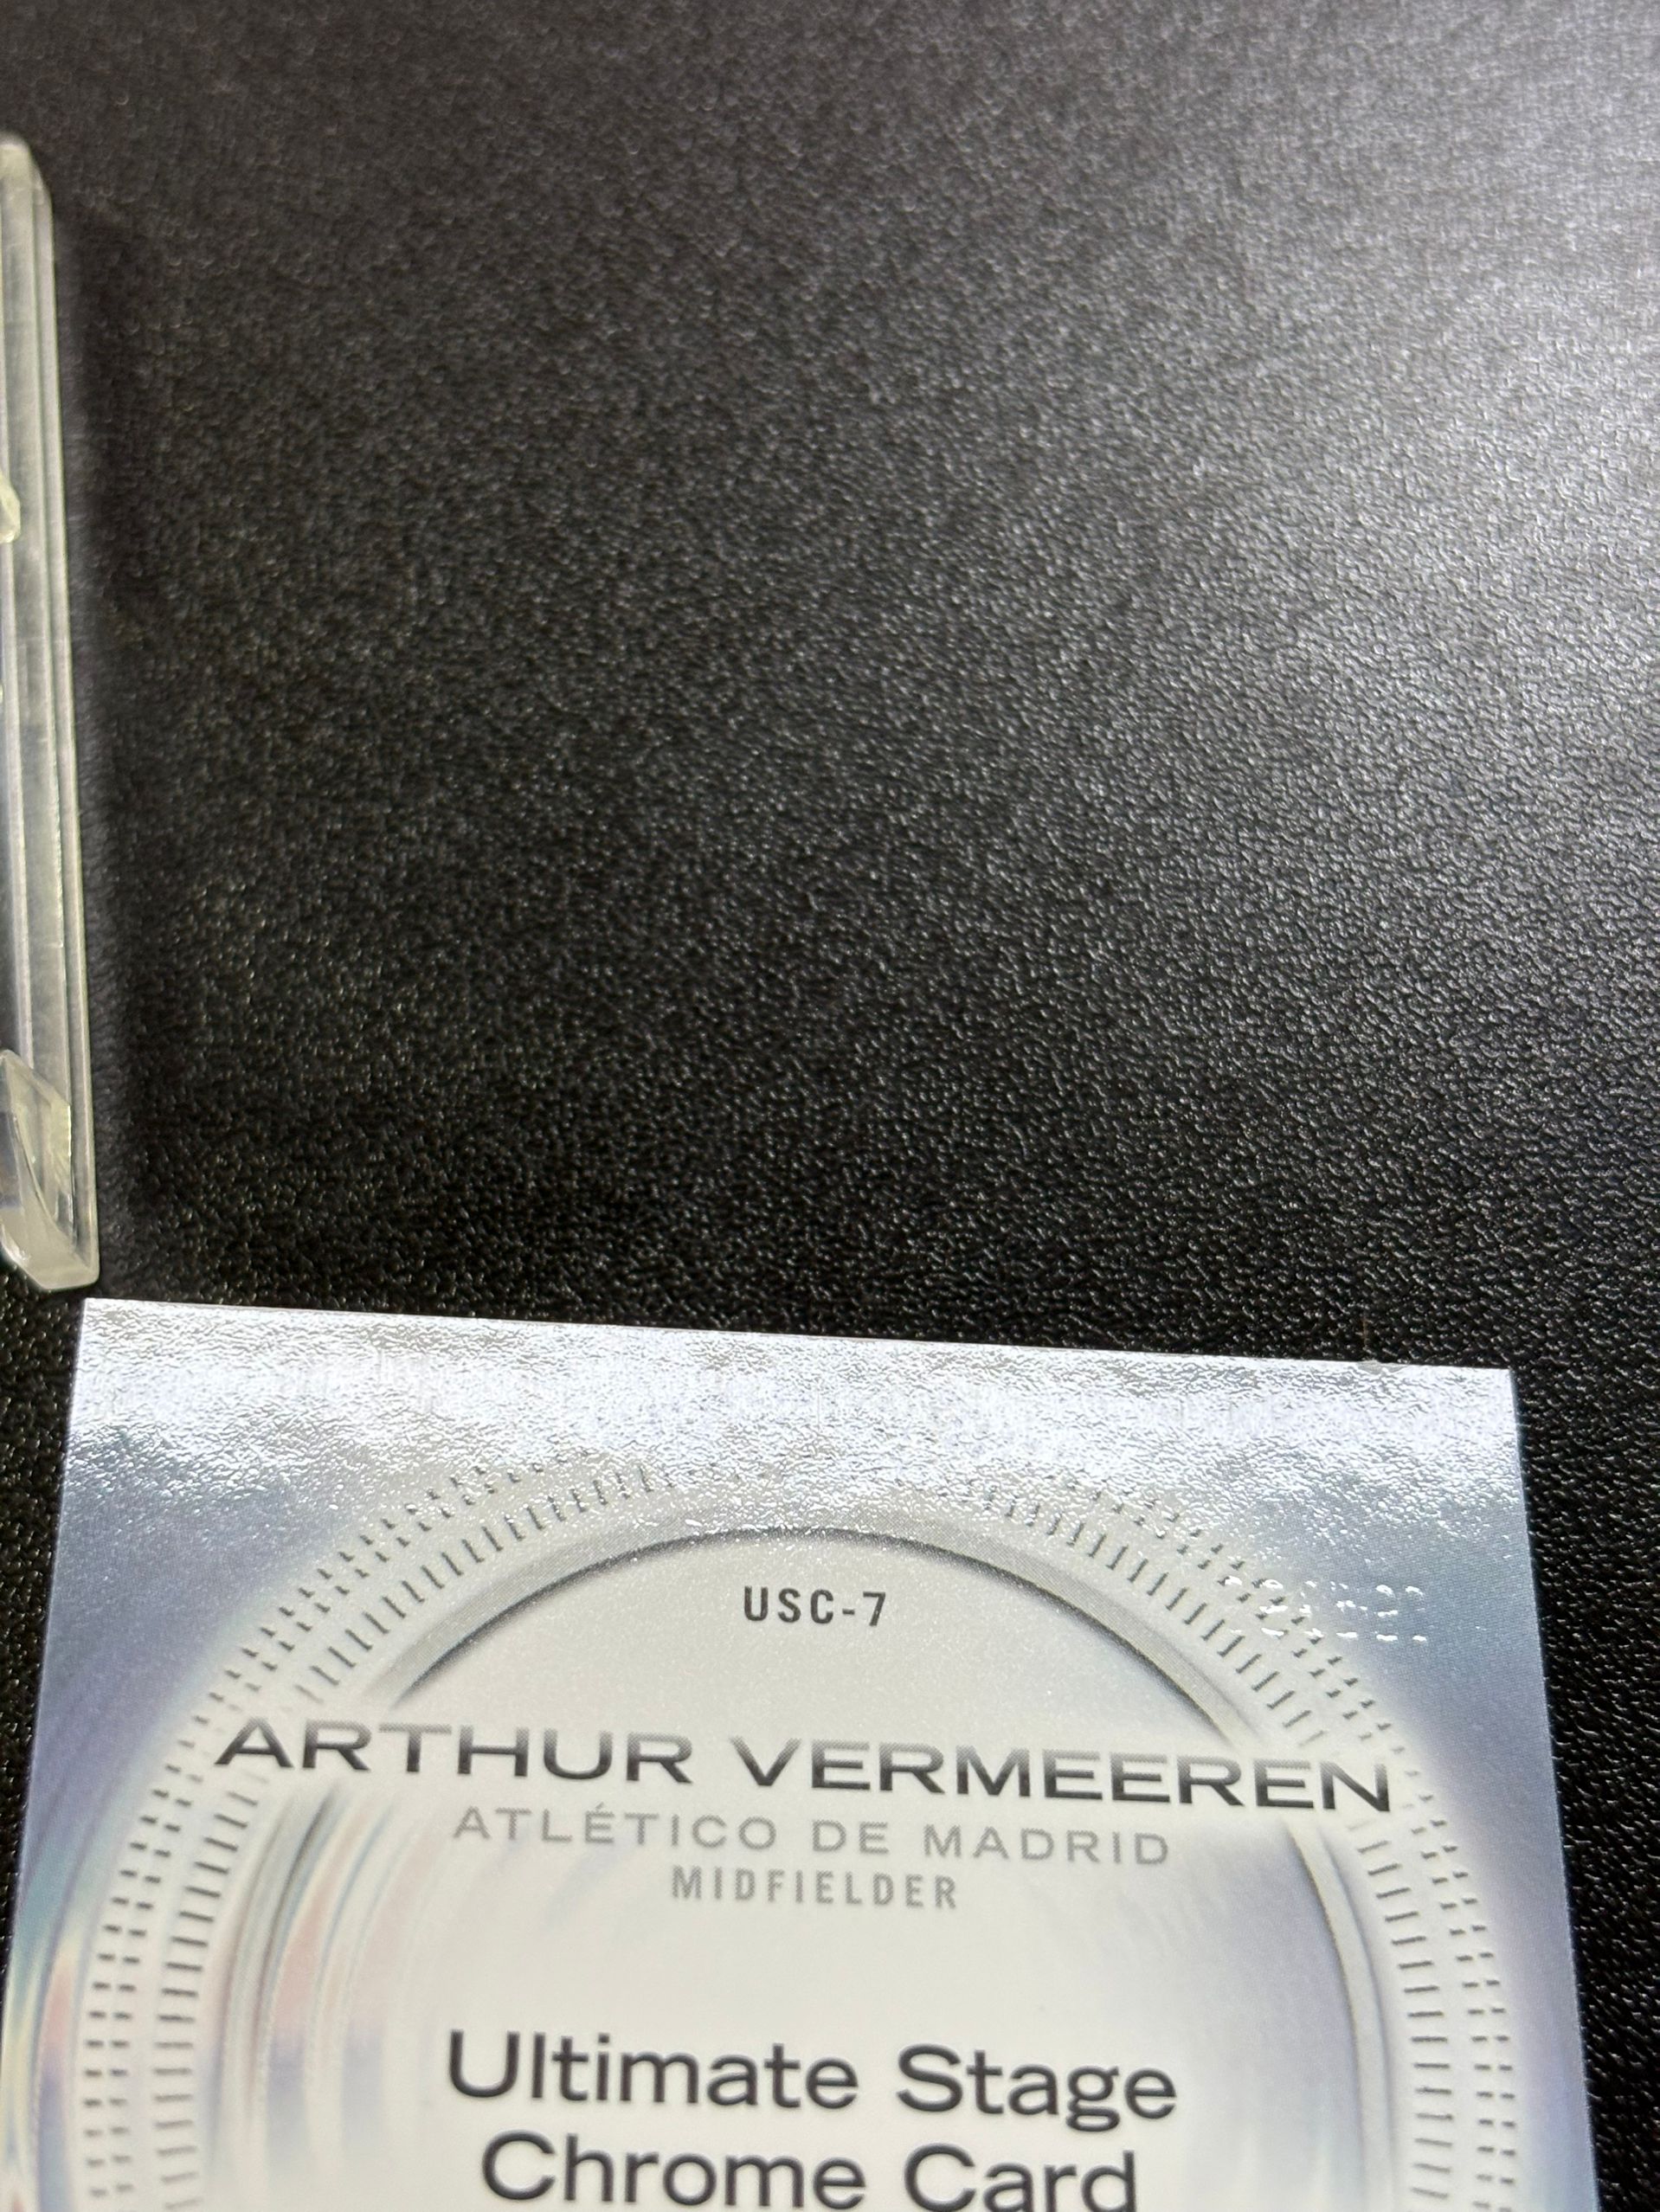 USC-7
ARTHUR VERMEEREN
ATLÉTICO DE MADRID
MIDFIELDER
Ultimate Stage
Chrome Card